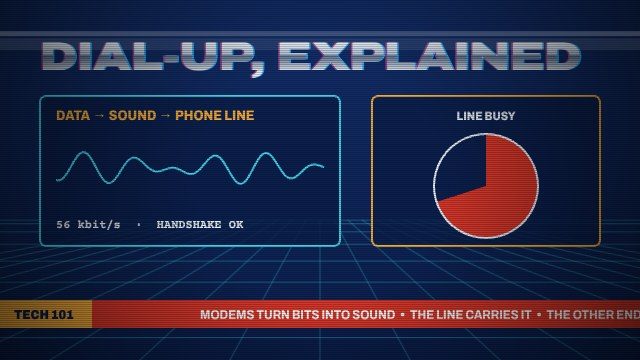 DIAL-UP, EXPLAINED
DATA → SOUND → PHONE LINE
56 kbit/s · HANDSHAKE OK
LINE BUSY
TECH 101
MODEMS TURN BITS INTO SOUND • THE LINE CARRIES IT • THE OTHER END